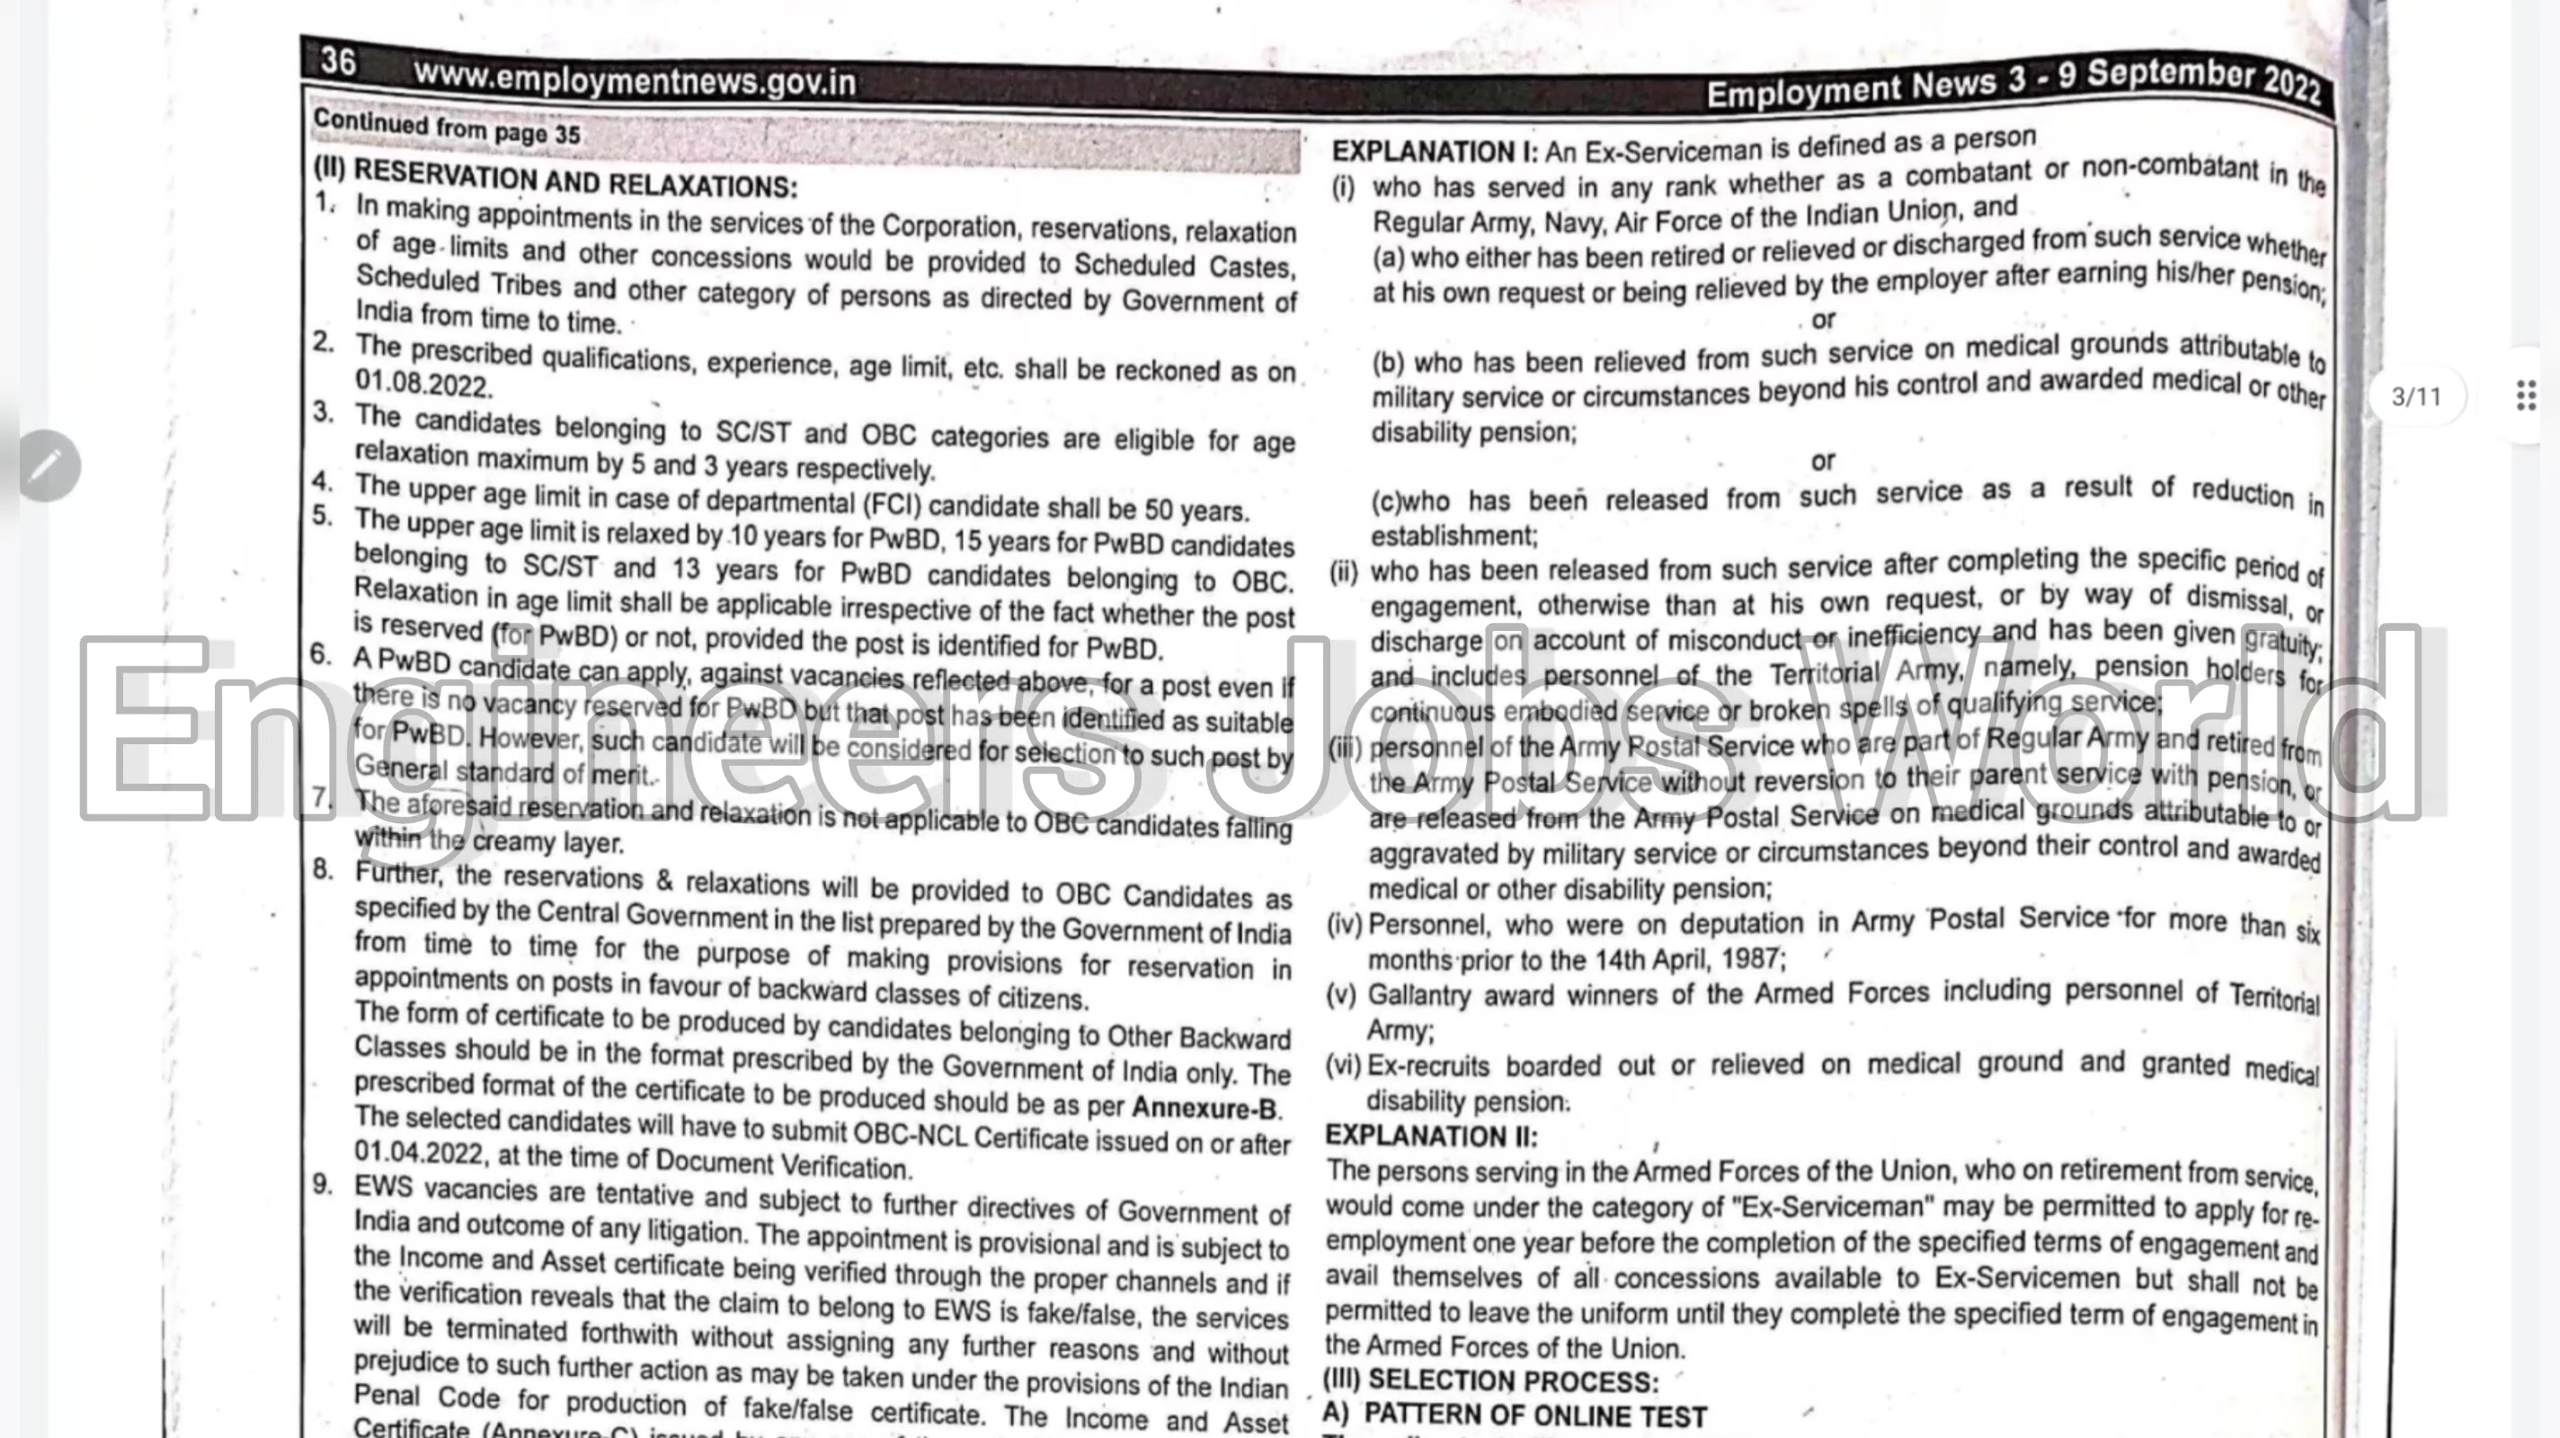 36 www.employmentnews.gov.in
Employment News 3 - 9 September 2022
Continued from page 35
(II) RESERVATION AND RELAXATIONS:
1. In making appointments in the services of the Corporation, reservations, relaxation
of age limits and other concessions would be provided to Scheduled Castes,
Scheduled Tribes and other category of persons as directed by Government of
India from time to time.
2. The prescribed qualifications, experience, age limit, etc. shall be reckoned as on
01.08.2022.
3. The candidates belonging to SC/ST and OBC categories are eligible for age
relaxation maximum by 5 and 3 years respectively.
4. The upper age limit in case of departmental (FCI) candidate shall be 50 years.
5. The upper age limit is relaxed by 10 years for PwBD, 15 years for PwBD candidates
belonging to SC/ST and 13 years for PwBD candidates belonging to OBC.
Relaxation in age limit shall be applicable irrespective of the fact whether the post
is reserved (for PwBD) or not, provided the post is identified for PwBD.
6. A PwBD candidate can apply, against vacancies reflected above, for a post even if
there is no vacancy reserved for PwBD but that post has been identified as suitable
for PwBD. However, such candidate will be considered for selection to such post by
General standard of merit.
7. The aforesaid reservation and relaxation is not applicable to OBC candidates falling
within the creamy layer.
8. Further, the reservations & relaxations will be provided to OBC Candidates as
specified by the Central Government in the list prepared by the Government of India
from time to time for the purpose of making provisions for reservation in
appointments on posts in favour of backward classes of citizens.
The form of certificate to be produced by candidates belonging to Other Backward
Classes should be in the format prescribed by the Government of India only. The
prescribed format of the certificate to be produced should be as per Annexure-B.
The selected candidates will have to submit OBC-NCL Certificate issued on or after
01.04.2022, at the time of Document Verification.
9. EWS vacancies are tentative and subject to further directives of Government of
India and outcome of any litigation. The appointment is provisional and is subject to
the Income and Asset certificate being verified through the proper channels and if
the verification reveals that the claim to belong to EWS is fake/false, the services
will be terminated forthwith without assigning any further reasons and without
prejudice to such further action as may be taken under the provisions of the Indian
Penal Code for production of fake/false certificate. The Income and Asset
Certificate (Annexure-C) issued by any
EXPLANATION I: An Ex-Serviceman is defined as a person
(i) who has served in any rank whether as a combatant or non-combatant in the
Regular Army, Navy, Air Force of the Indian Union, and
(a) who either has been retired or relieved or discharged from such service whether
at his own request or being relieved by the employer after earning his/her pension;
or
(b) who has been relieved from such service on medical grounds attributable to
military service or circumstances beyond his control and awarded medical or other
disability pension;
or
(c)who has been released from such service as a result of reduction in
establishment;
(ii) who has been released from such service after completing the specific period of
engagement, otherwise than at his own request, or by way of dismissal, or
discharge on account of misconduct or inefficiency and has been given gratuity;
and includes personnel of the Territorial Army, namely, pension holders for
continuous embodied service or broken spells of qualifying service;
(iii) personnel of the Army Postal Service who are part of Regular Army and retired from
the Army Postal Service without reversion to their parent service with pension, or
are released from the Army Postal Service on medical grounds attributable to or
aggravated by military service or circumstances beyond their control and awarded
medical or other disability pension;
(iv) Personnel, who were on deputation in Army Postal Service for more than six
months prior to the 14th April, 1987;
(v) Gallantry award winners of the Armed Forces including personnel of Territorial
Army;
(vi) Ex-recruits boarded out or relieved on medical ground and granted medical
disability pension.
EXPLANATION II:
The persons serving in the Armed Forces of the Union, who on retirement from service,
would come under the category of "Ex-Serviceman" may be permitted to apply for re-
employment one year before the completion of the specified terms of engagement and
avail themselves of all concessions available to Ex-Servicemen but shall not be
permitted to leave the uniform until they complete the specified term of engagement in
the Armed Forces of the Union.
(III) SELECTION PROCESS:
A) PATTERN OF ONLINE TEST
3/11
Engineers Jobs World